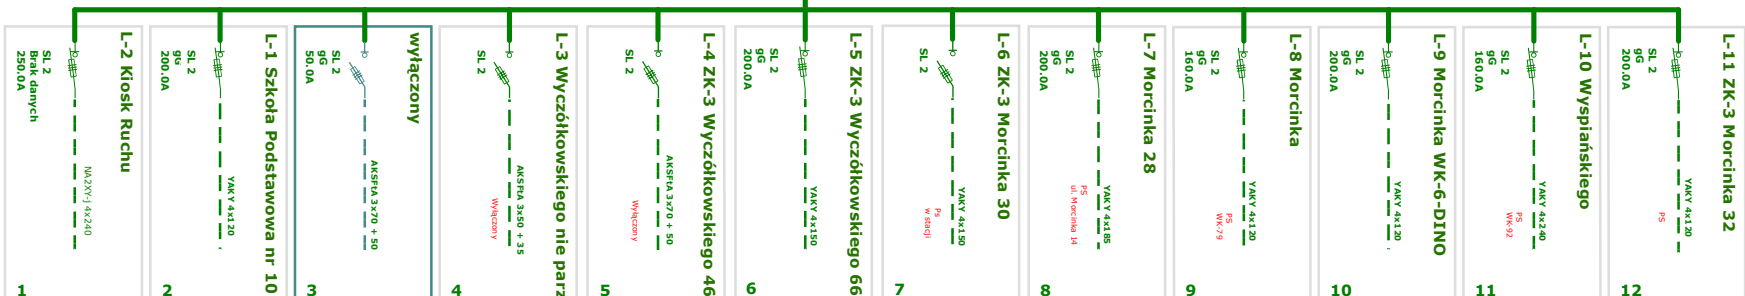 L-2 Kiosk Ruchu
SL 2
Brak danych
250.0A
NA2XY-J 4x240
1
L-1 Szkoła Podstawowa nr 10
SL 2
gG
200.0A
YAKY 4x120
2
wyłączony
SL 2
gG
50.0A
AKSFtA 3x70 + 50
3
L-3 Wyczółkowskiego nie parz
SL 2
AKSFtA 3x50 + 35
Wyłączony
4
L-4 ZK-3 Wyczółkowskiego 46
SL 2
AKSFtA 3x70 + 50
Wyłączony
5
L-5 ZK-3 Wyczółkowskiego 66
SL 2
gG
200.0A
YAKY 4x150
6
L-6 ZK-3 Morcinka 30
SL 2
YAKY 4x150
Ps
w stacji
7
L-7 Morcinka 28
SL 2
gG
200.0A
YAKY 4x185
PS
ul. Morcinka 14
8
L-8 Morcinka
SL 2
gG
160.0A
YAKY 4x120
PS
WK-79
9
L-9 Morcinka WK-6-DINO
SL 2
gG
200.0A
YAKY 4x120
10
L-10 Wyspiańskiego
SL 2
gG
160.0A
YAKY 4x240
PS
WK-92
11
L-11 ZK-3 Morcinka 32
SL 2
gG
200.0A
YAKY 4x120
PS
12